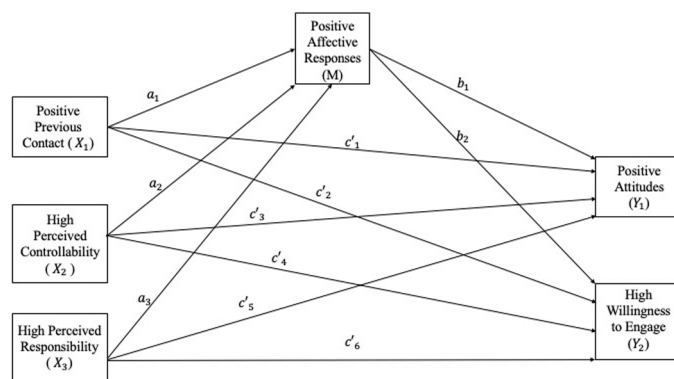 Positive
Affective
Responses
(M)
a₁
b₁
Positive
Previous
Contact ( X₁ )
b₂
c'₁
a₂
c'₂
Positive
Attitudes
(Y₁)
High
Perceived
Controllability
( X₂ )
c'₃
c'₄
a₃
c'₅
High
Willingness
to Engage
(Y₂)
High Perceived
Responsibility
( X₃ )
c'₆